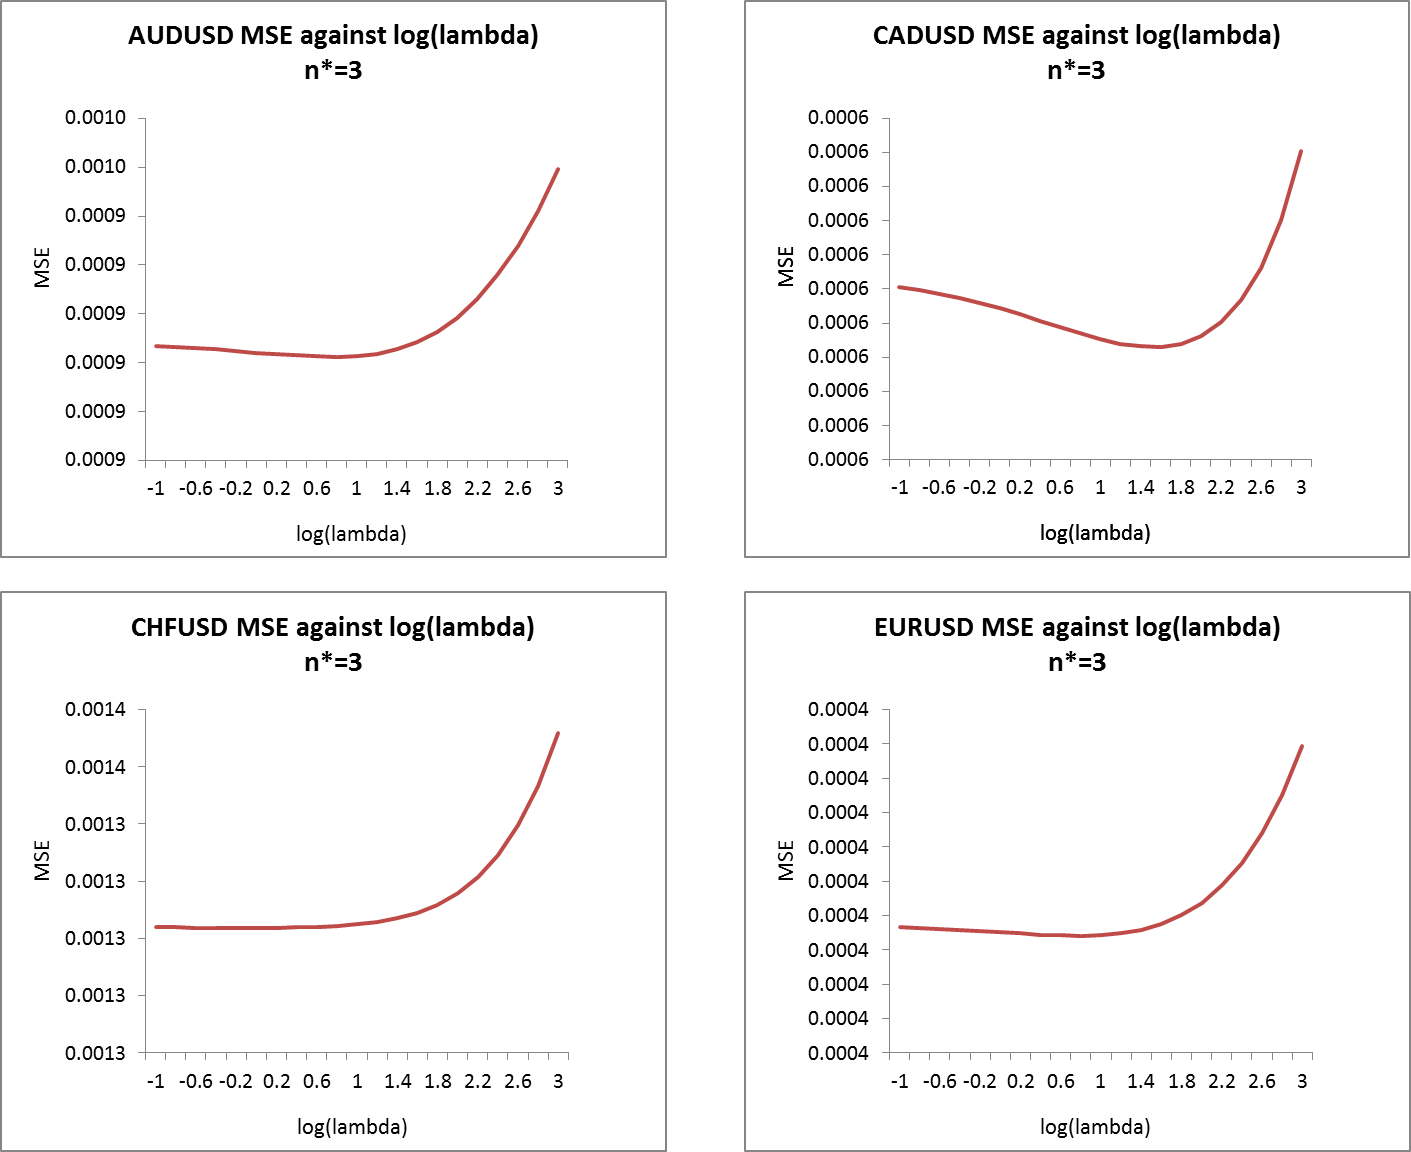 AUDUSD MSE against log(lambda)
n*=3
0.0010
0.0010
0.0009
0.0009
0.0009
0.0009
0.0009
0.0009
MSE
-1 -0.6 -0.2 0.2 0.6 1 1.4 1.8 2.2 2.6 3
log(lambda)
CADUSD MSE against log(lambda)
n*=3
0.0006
0.0006
0.0006
0.0006
0.0006
0.0006
0.0006
0.0006
0.0006
0.0006
0.0006
MSE
-1 -0.6 -0.2 0.2 0.6 1 1.4 1.8 2.2 2.6 3
log(lambda)
CHFUSD MSE against log(lambda)
n*=3
0.0014
0.0014
0.0013
0.0013
0.0013
0.0013
0.0013
MSE
-1 -0.6 -0.2 0.2 0.6 1 1.4 1.8 2.2 2.6 3
log(lambda)
EURUSD MSE against log(lambda)
n*=3
0.0004
0.0004
0.0004
0.0004
0.0004
0.0004
0.0004
0.0004
0.0004
0.0004
0.0004
MSE
-1 -0.6 -0.2 0.2 0.6 1 1.4 1.8 2.2 2.6 3
log(lambda)